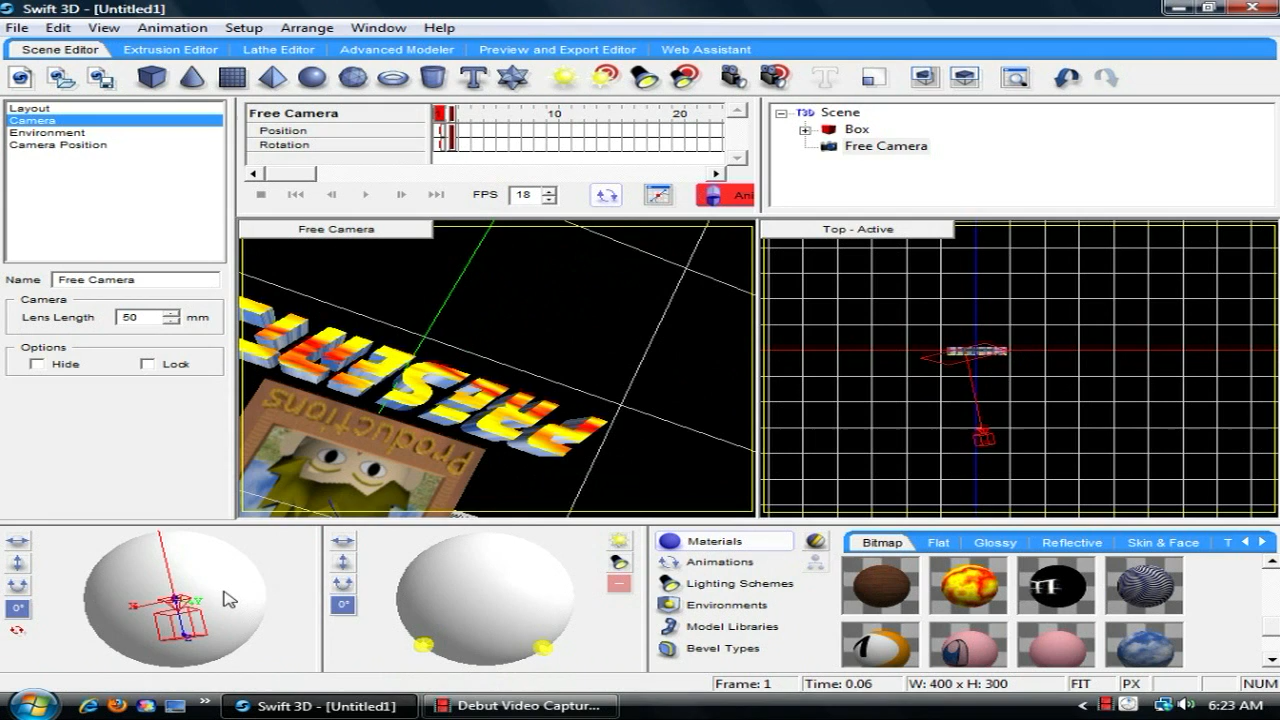 Swift 3D - [Untitled1]
File Edit View Animation Setup Arrange Window Help
Scene Editor Extrusion Editor Lathe Editor Advanced Modeler Preview and Export Editor Web Assistant
Layout
Camera
Environment
Camera Position
Free Camera
10 20
Position
Rotation
FPS 18
Ani
Scene
Box
Free Camera
Name Free Camera
Camera
Lens Length 50 mm
Options
Hide Lock
Free Camera
PRESENT
Productions
Top - Active
Materials
Animations
Lighting Schemes
Environments
Model Libraries
Bevel Types
Bitmap Flat Glossy Reflective Skin & Face T
Frame: 1 Time: 0.06 W: 400 x H: 300 FIT PX NUM
Swift 3D - [Untitled1] Debut Video Captur... 6:23 AM